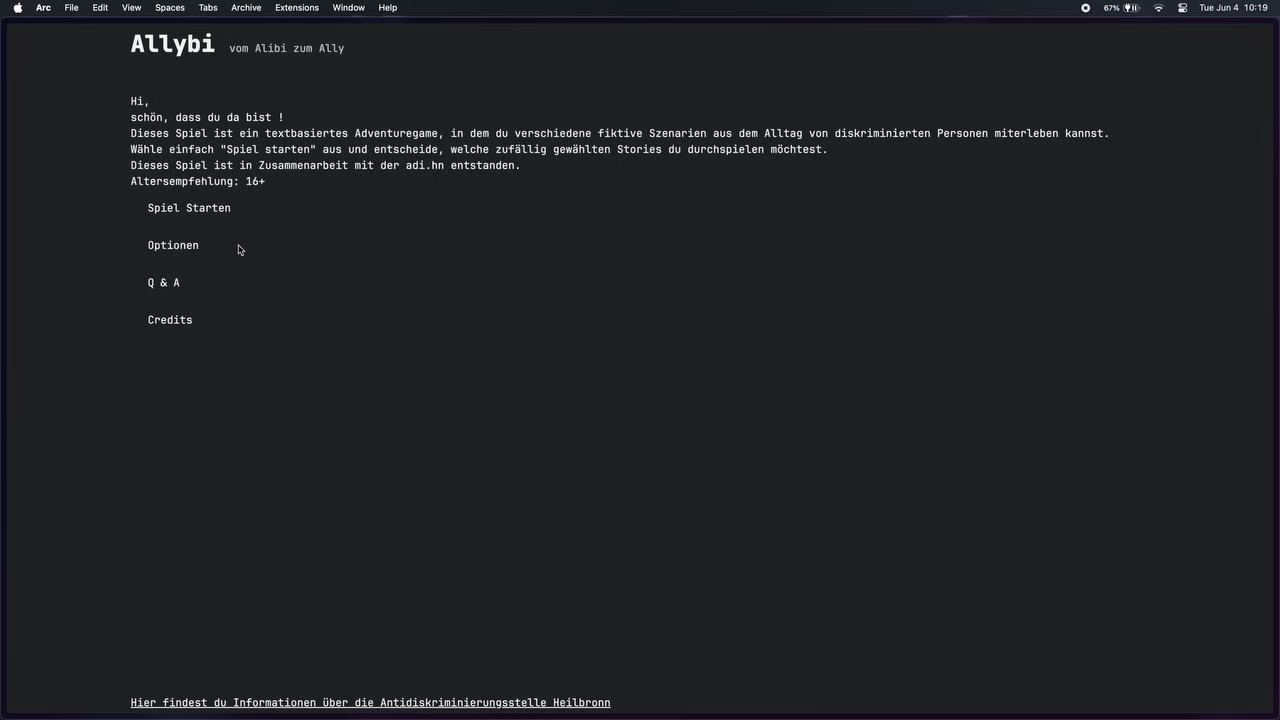 Arc File Edit View Spaces Tabs Archive Extensions Window Help 67% Tue Jun 4 10:19
Allybi vom Alibi zum Ally
Hi,
schön, dass du da bist !
Dieses Spiel ist ein textbasiertes Adventuregame, in dem du verschiedene fiktive Szenarien aus dem Alltag von diskriminierten Personen miterleben kannst.
Wähle einfach "Spiel starten" aus und entscheide, welche zufällig gewählten Stories du durchspielen möchtest.
Dieses Spiel ist in Zusammenarbeit mit der adi.hn entstanden.
Altersempfehlung: 16+
Spiel Starten
Optionen
Q & A
Credits
Hier findest du Informationen über die Antidiskriminierungsstelle Heilbronn